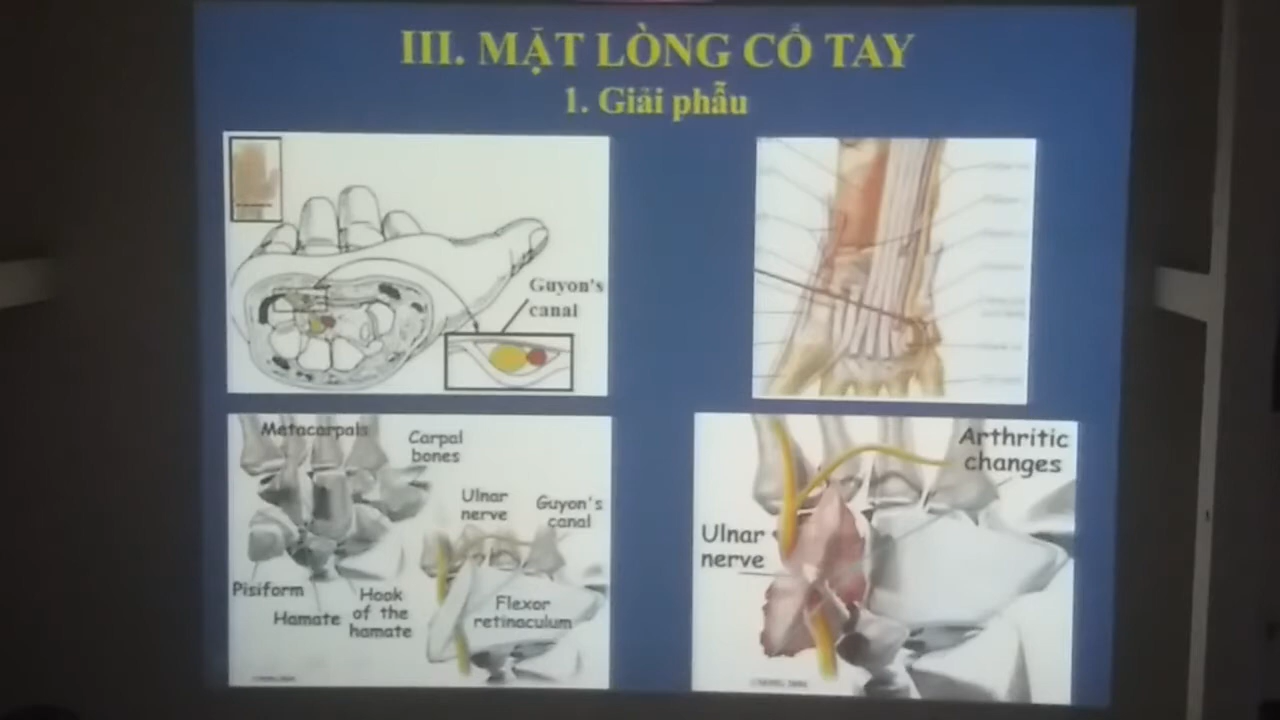 III. MẶT LÒNG CỔ TAY
1. Giải phẫu
Guyon's
canal
Metacarpals
Carpal
bones
Ulnar
nerve
Guyon's
canal
Pisiform
Hamate
Hook
of the
hamate
Flexor
retinaculum
Arthritic
changes
Ulnar
nerve